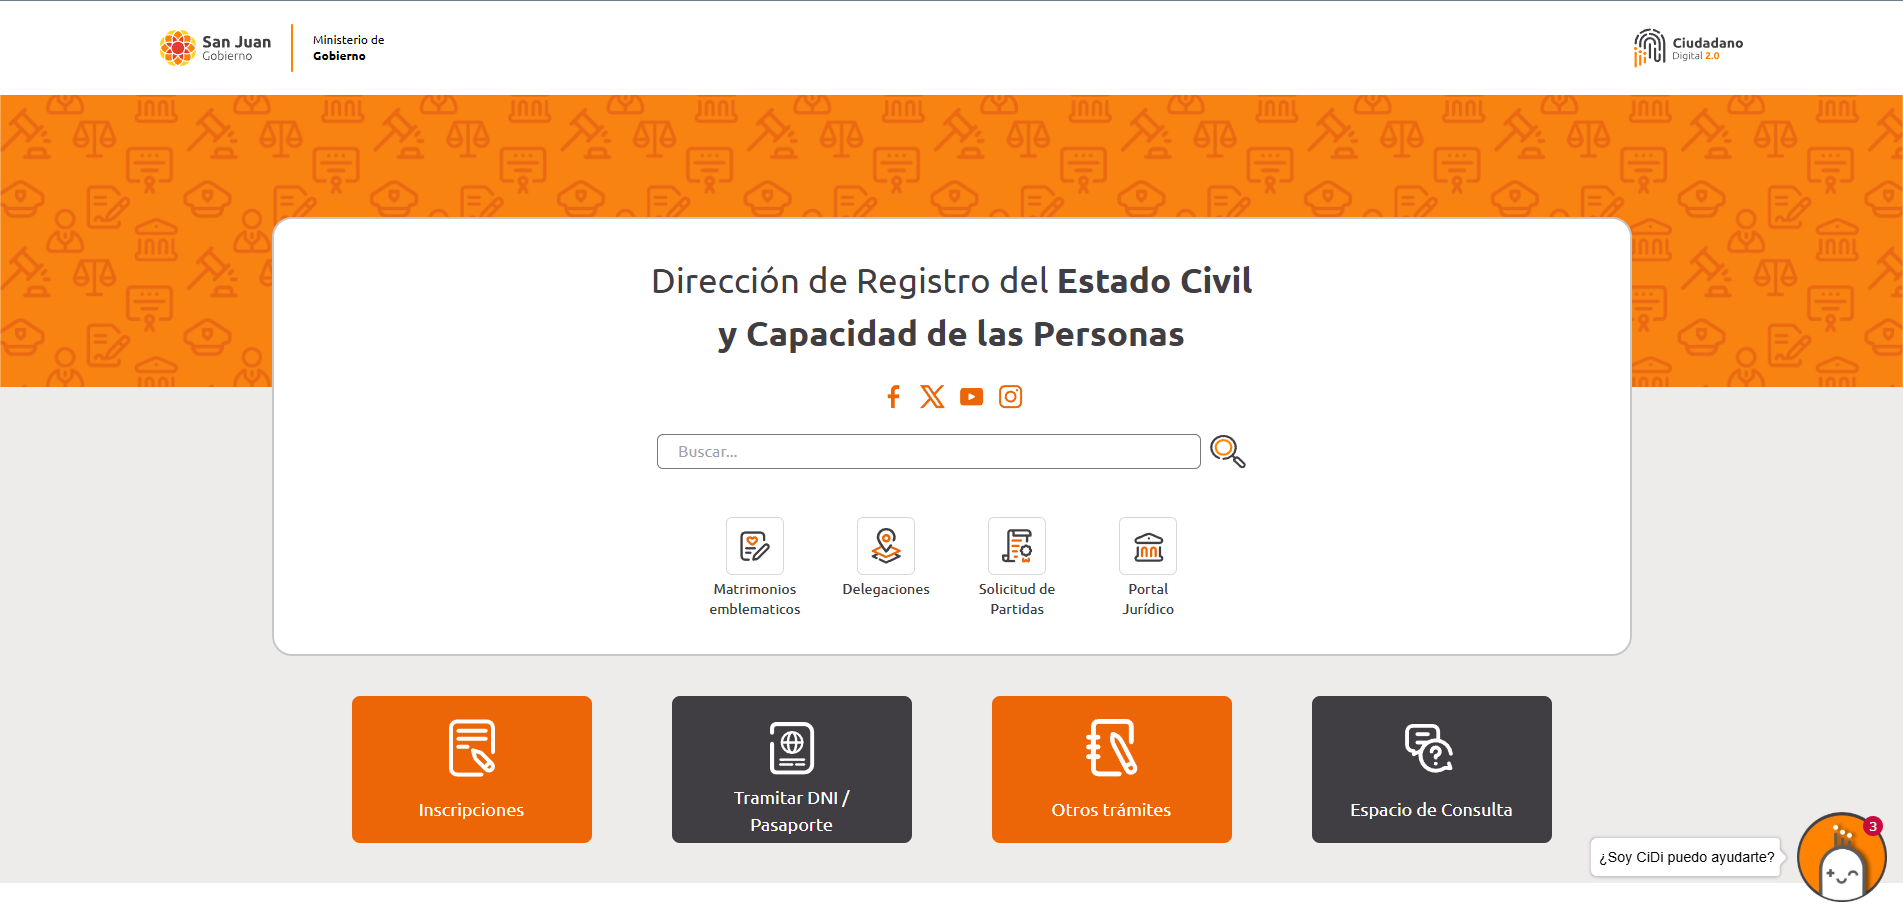 San Juan
Gobierno
Ministerio de
Gobierno
Ciudadano
Digital 2.0
Dirección de Registro del Estado Civil
y Capacidad de las Personas
Buscar...
Matrimonios
emblematicos
Delegaciones
Solicitud de
Partidas
Portal
Jurídico
Inscripciones
Tramitar DNI /
Pasaporte
Otros trámites
Espacio de Consulta
¿Soy CiDi puedo ayudarte?
3